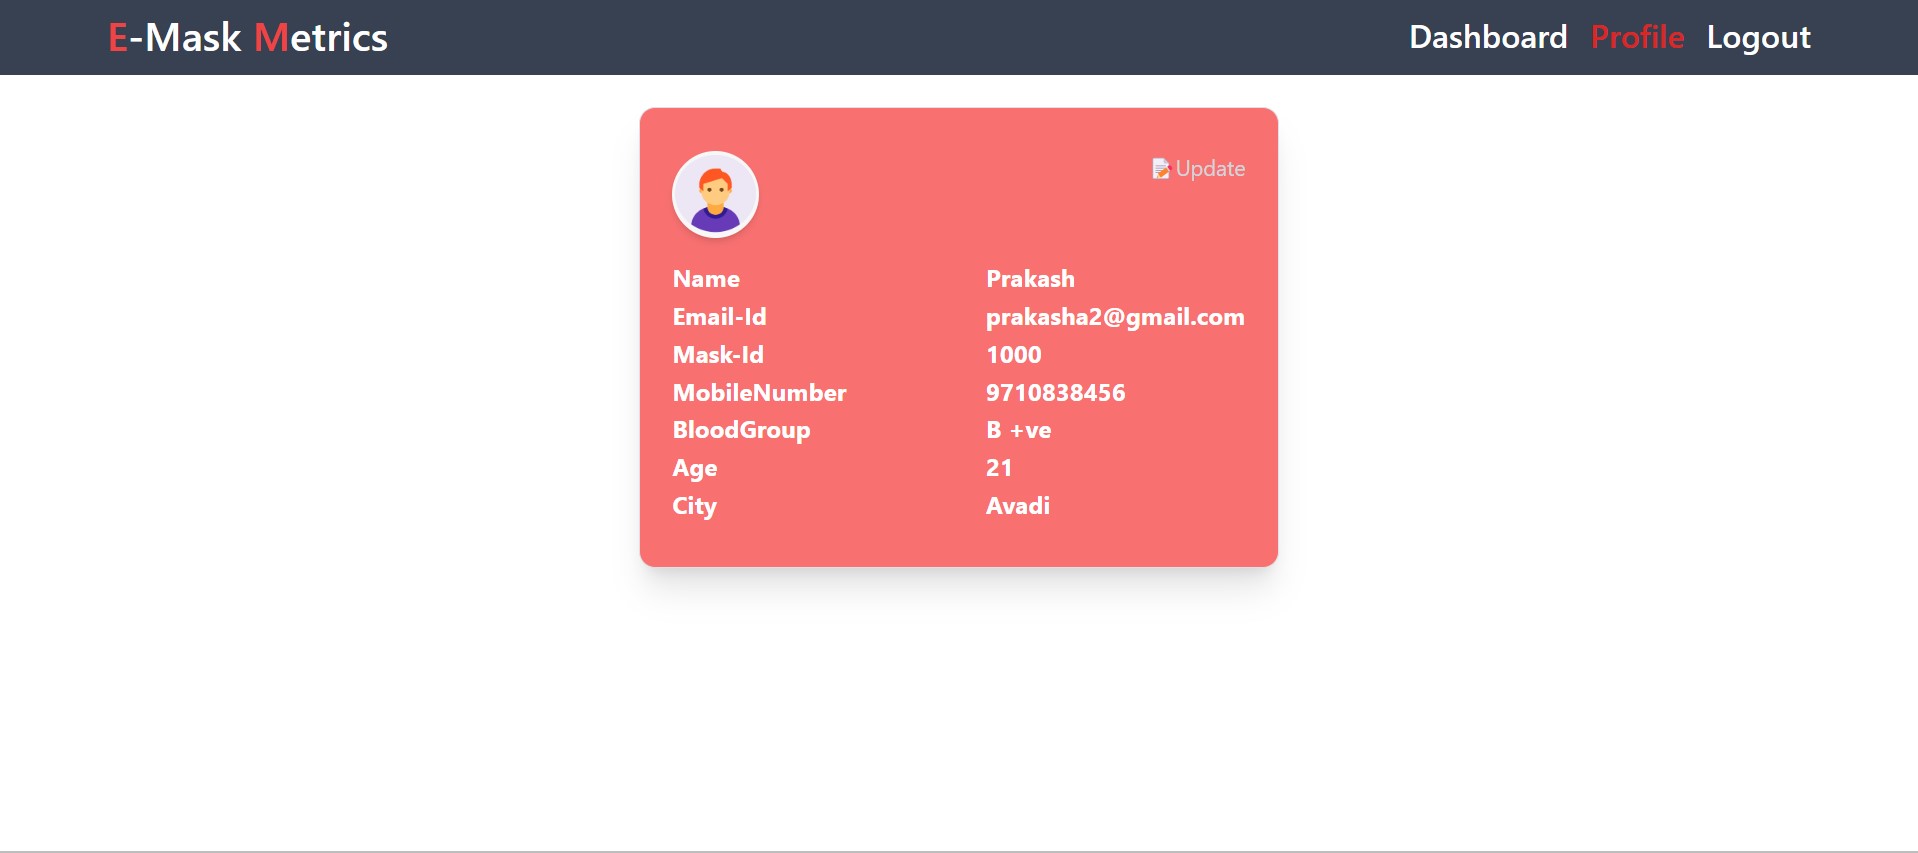 E-Mask Metrics Dashboard Profile Logout
Update
Name Prakash
Email-Id prakasha2@gmail.com
Mask-Id 1000
MobileNumber 9710838456
BloodGroup B +ve
Age 21
City Avadi